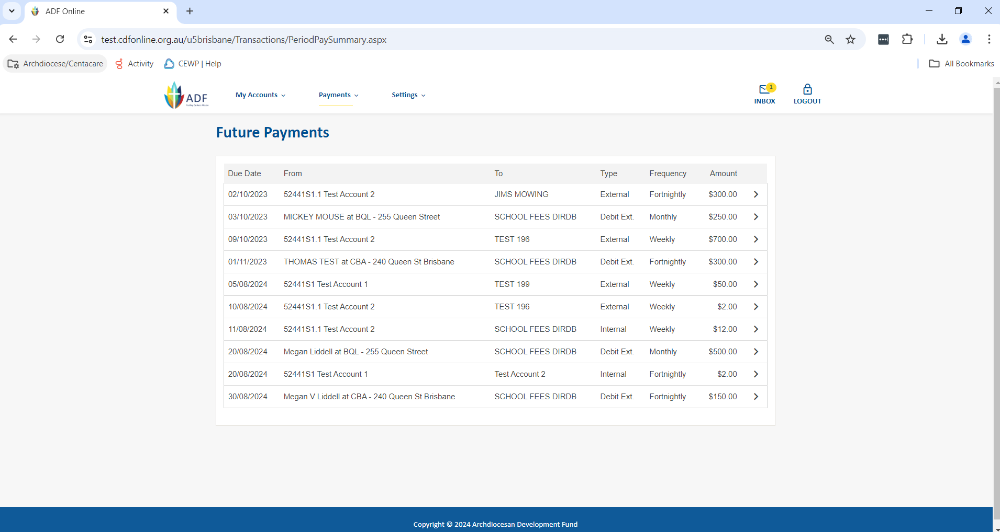 ADF Online
test.cdfonline.org.au/u5brisbane/Transactions/PeriodPaySummary.aspx
Archdiocese/Centacare Activity CEWP | Help All Bookmarks
ADF My Accounts Payments Settings 1 INBOX LOGOUT
Future Payments
Due Date From To Type Frequency Amount
02/10/2023 52441S1.1 Test Account 2 JIMS MOWING External Fortnightly $300.00
03/10/2023 MICKEY MOUSE at BQL - 255 Queen Street SCHOOL FEES DIRDB Debit Ext. Monthly $250.00
09/10/2023 52441S1.1 Test Account 2 TEST 196 External Weekly $700.00
01/11/2023 THOMAS TEST at CBA - 240 Queen St Brisbane SCHOOL FEES DIRDB Debit Ext. Fortnightly $300.00
05/08/2024 52441S1 Test Account 1 TEST 199 External Weekly $50.00
10/08/2024 52441S1.1 Test Account 2 TEST 196 External Weekly $2.00
11/08/2024 52441S1.1 Test Account 2 SCHOOL FEES DIRDB Internal Weekly $12.00
20/08/2024 Megan Liddell at BQL - 255 Queen Street SCHOOL FEES DIRDB Debit Ext. Monthly $500.00
20/08/2024 52441S1 Test Account 1 Test Account 2 Internal Fortnightly $2.00
30/08/2024 Megan V Liddell at CBA - 240 Queen St Brisbane SCHOOL FEES DIRDB Debit Ext. Fortnightly $150.00
Copyright © 2024 Archdiocesan Development Fund